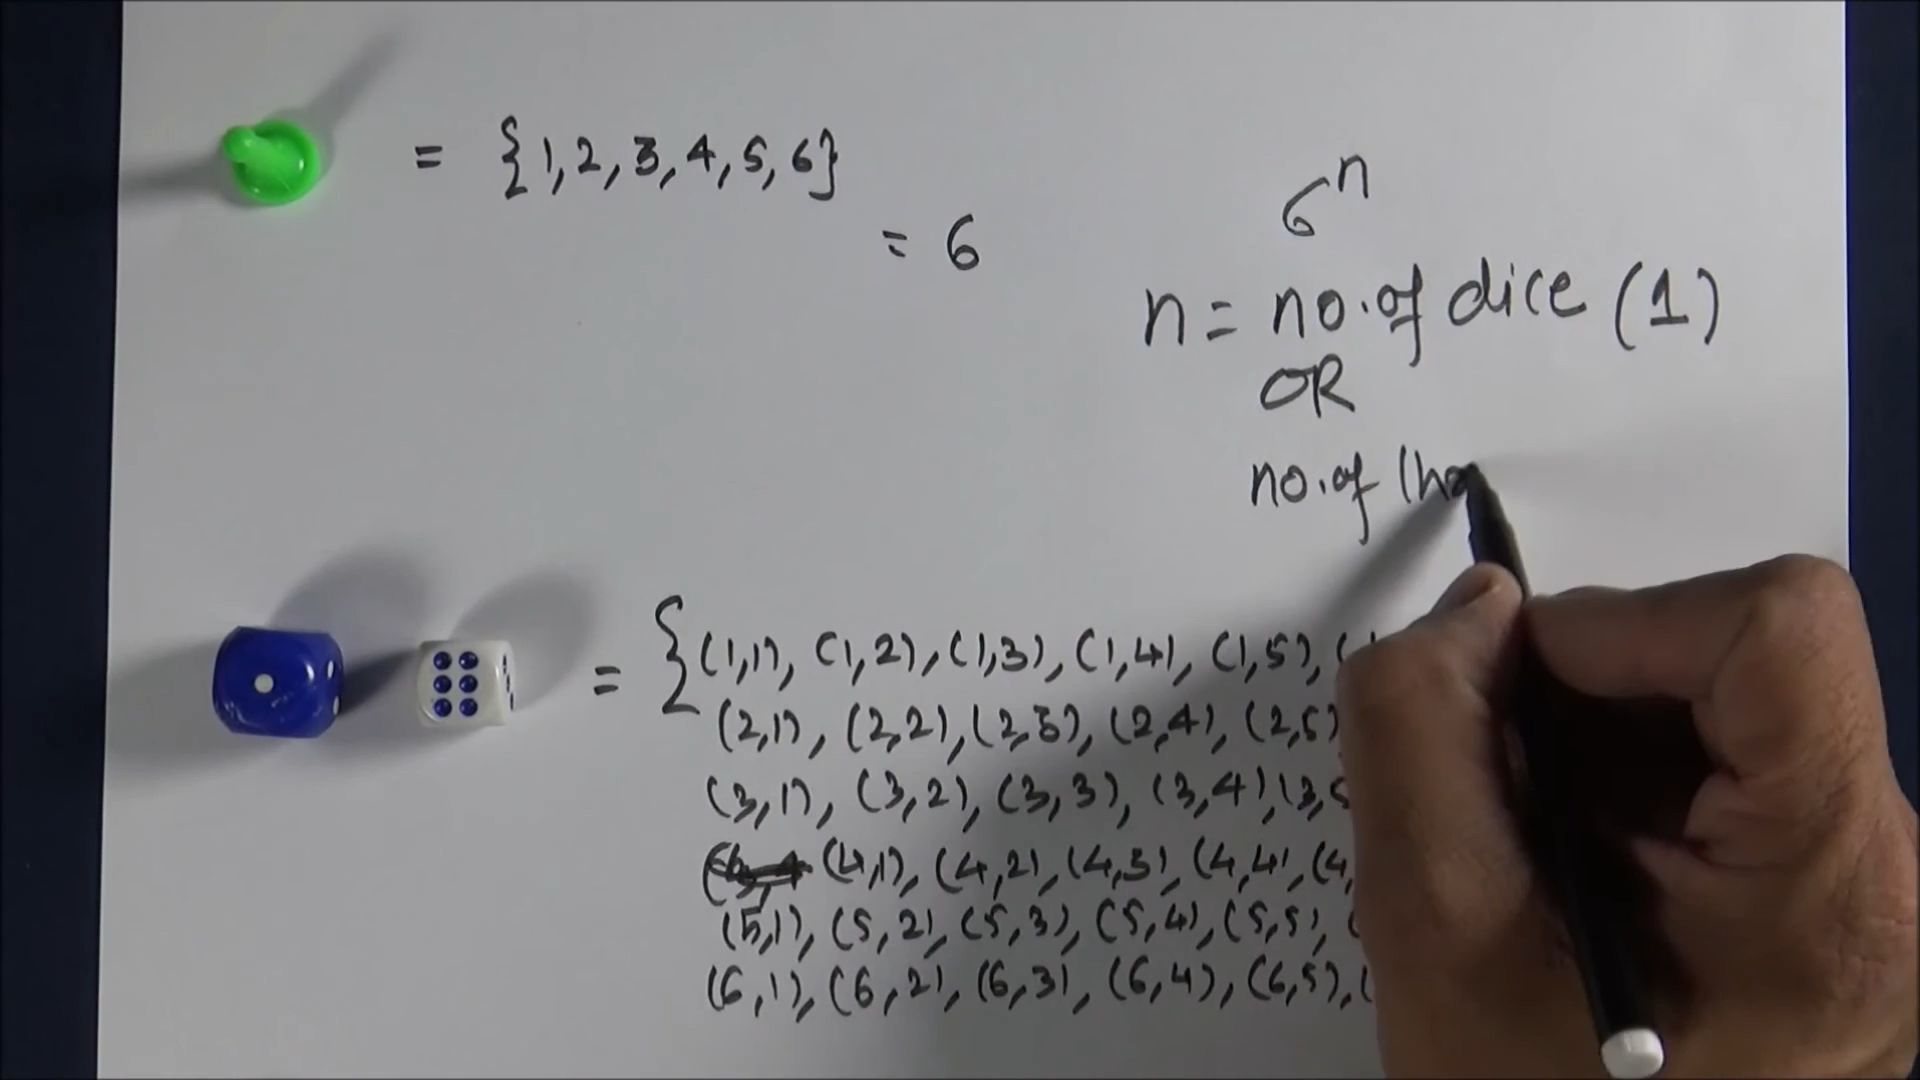 = {1,2,3,4,5,6}
= 6
6ⁿ
n = no.of dice (1)
OR
no.of
= {(1,1), (1,2), (1,3), (1,4), (1,5),
(2,1), (2,2), (2,3), (2,4), (2,5)
(3,1), (3,2), (3,3), (3,4), (3,5
(4,1), (4,2), (4,3), (4,4), (4,
(5,1), (5,2), (5,3), (5,4), (5,5), (
(6,1), (6,2), (6,3), (6,4), (6,5), (